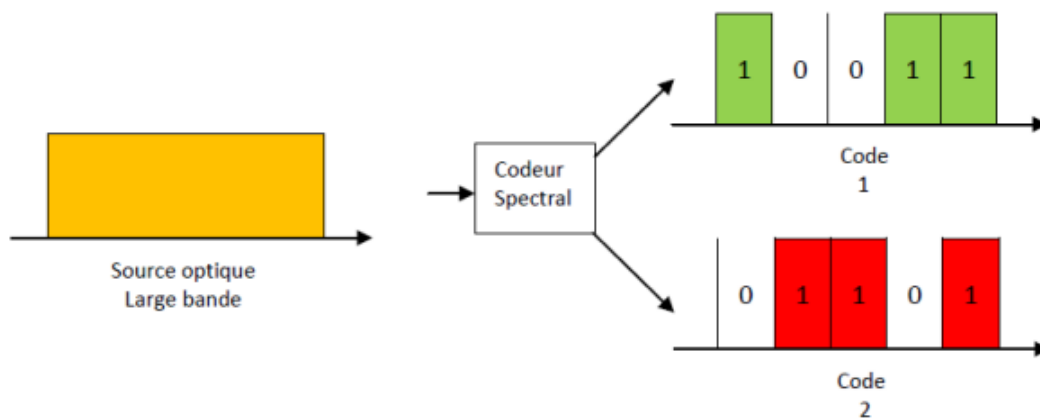 1 0 0 1 1
Code
1
Codeur
Spectral
Source optique
Large bande
0 1 1 0 1
Code
2